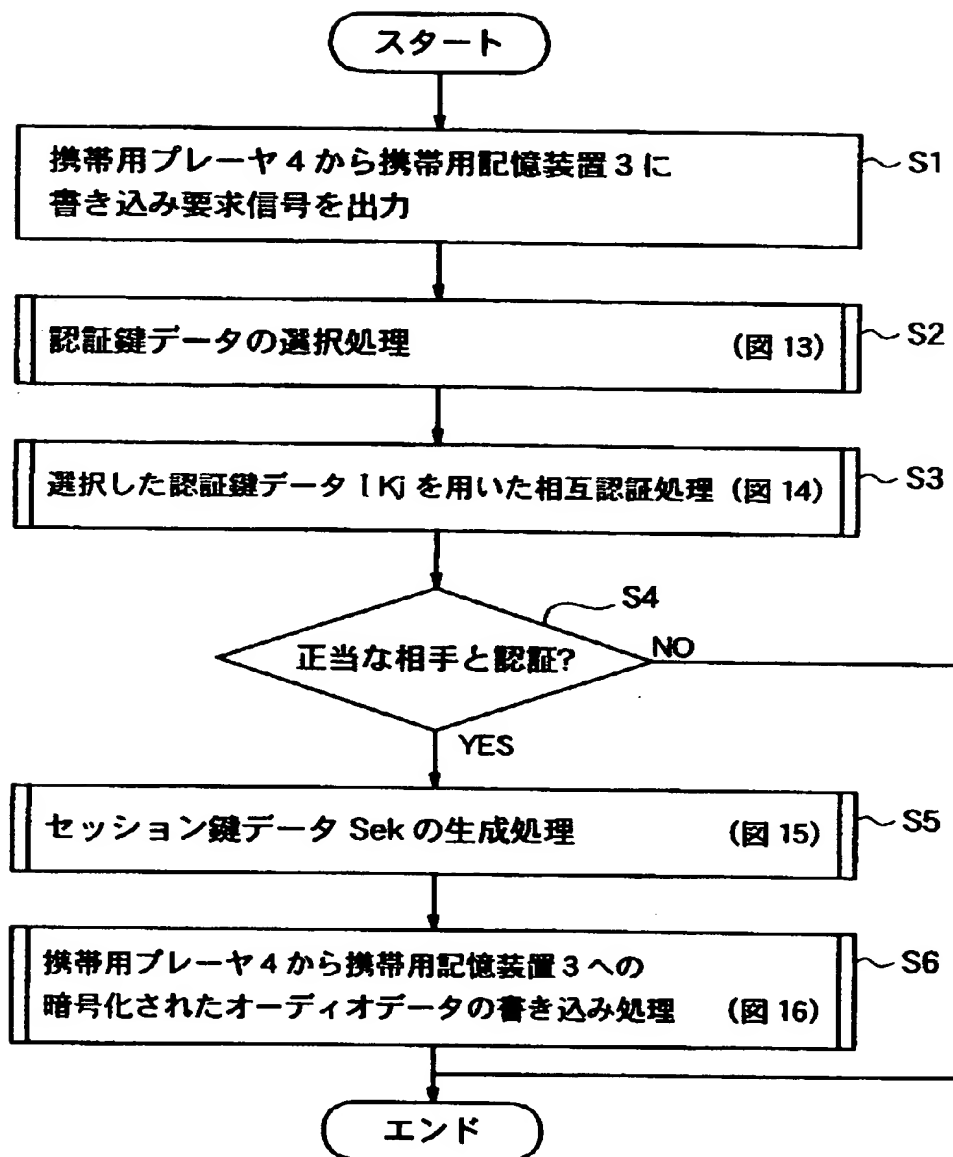 スタート
携帯用プレーヤ4から携帯用記憶装置3に
書き込み要求信号を出力
S1
認証鍵データの選択処理 (図13)
S2
選択した認証鍵データIKjを用いた相互認証処理 (図14)
S3
S4
正当な相手と認証?
NO
YES
セッション鍵データSekの生成処理 (図15)
S5
携帯用プレーヤ4から携帯用記憶装置3への
暗号化されたオーディオデータの書き込み処理 (図16)
S6
エンド